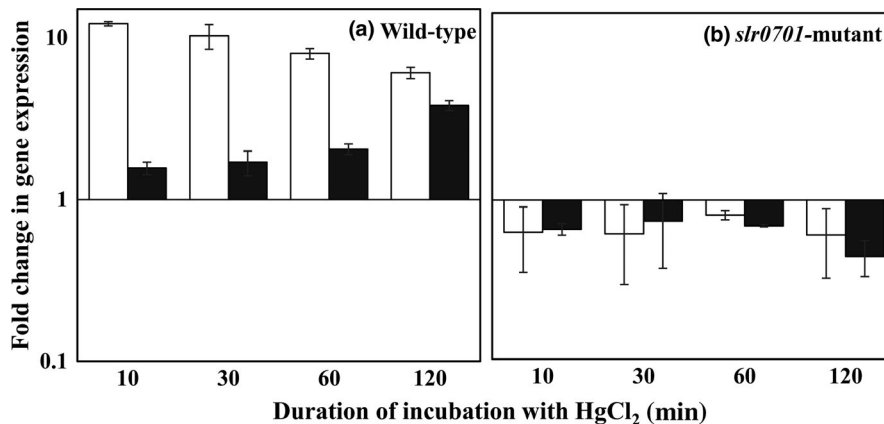 Fold change in gene expression
10
1
0.1
(a) Wild-type
10 30 60 120
(b) slr0701-mutant
10 30 60 120
Duration of incubation with HgCl₂ (min)